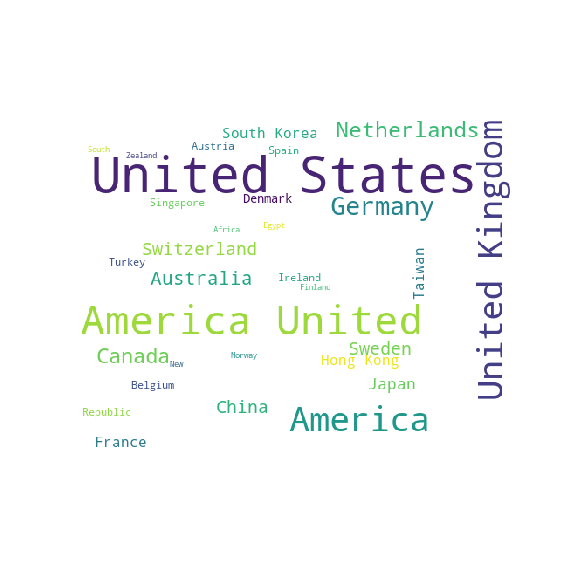 United Kingdom
South Korea
Netherlands
Austria
South
Spain
Zealand
United States
Singapore
Denmark
Germany
Africa
Egypt
Switzerland
Taiwan
Turkey
Australia
Ireland
Finland
America United
Canada
Sweden
Norway
Hong Kong
New
Belgium
Japan
China
Republic
America
France